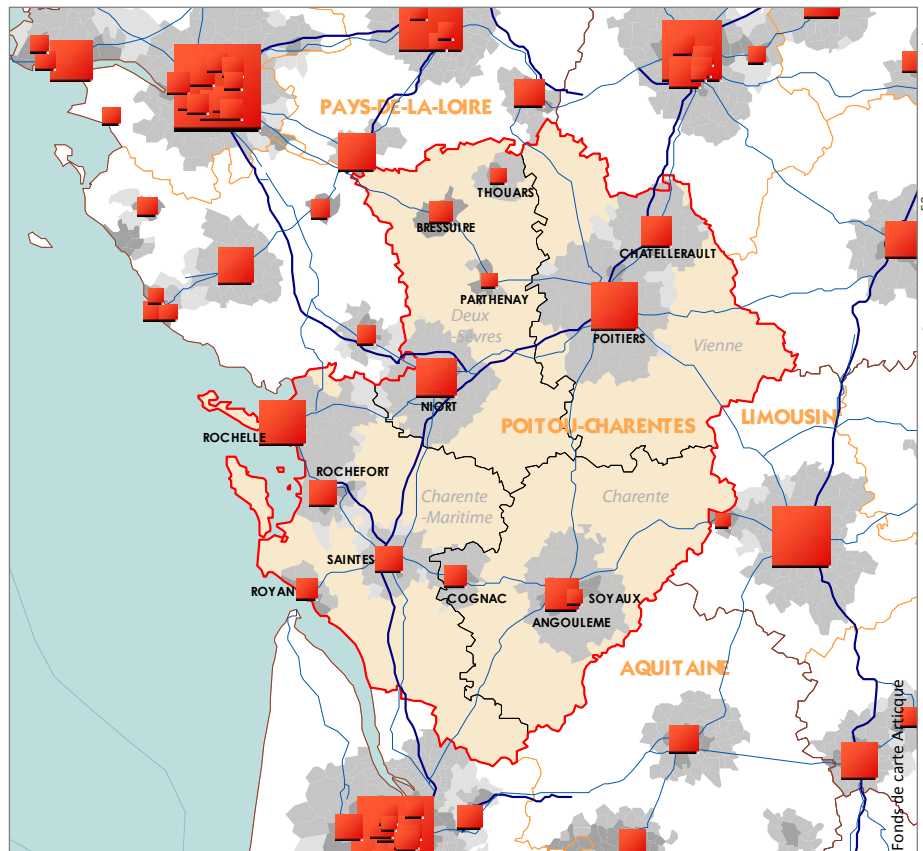 PAYS-DE-LA-LOIRE
THOUARS
BRESSUIRE
CHATELLERAULT
PARTHENAY
Deux
-Sèvres
POITIERS
Vienne
NIORT
LIMOUSIN
POITOU-CHARENTES
ROCHELLE
ROCHEFORT
Charente
-Maritime
Charente
SAINTES
ROYAN
COGNAC
SOYAUX
ANGOULEME
AQUITAINE
Fonds de carte Articque